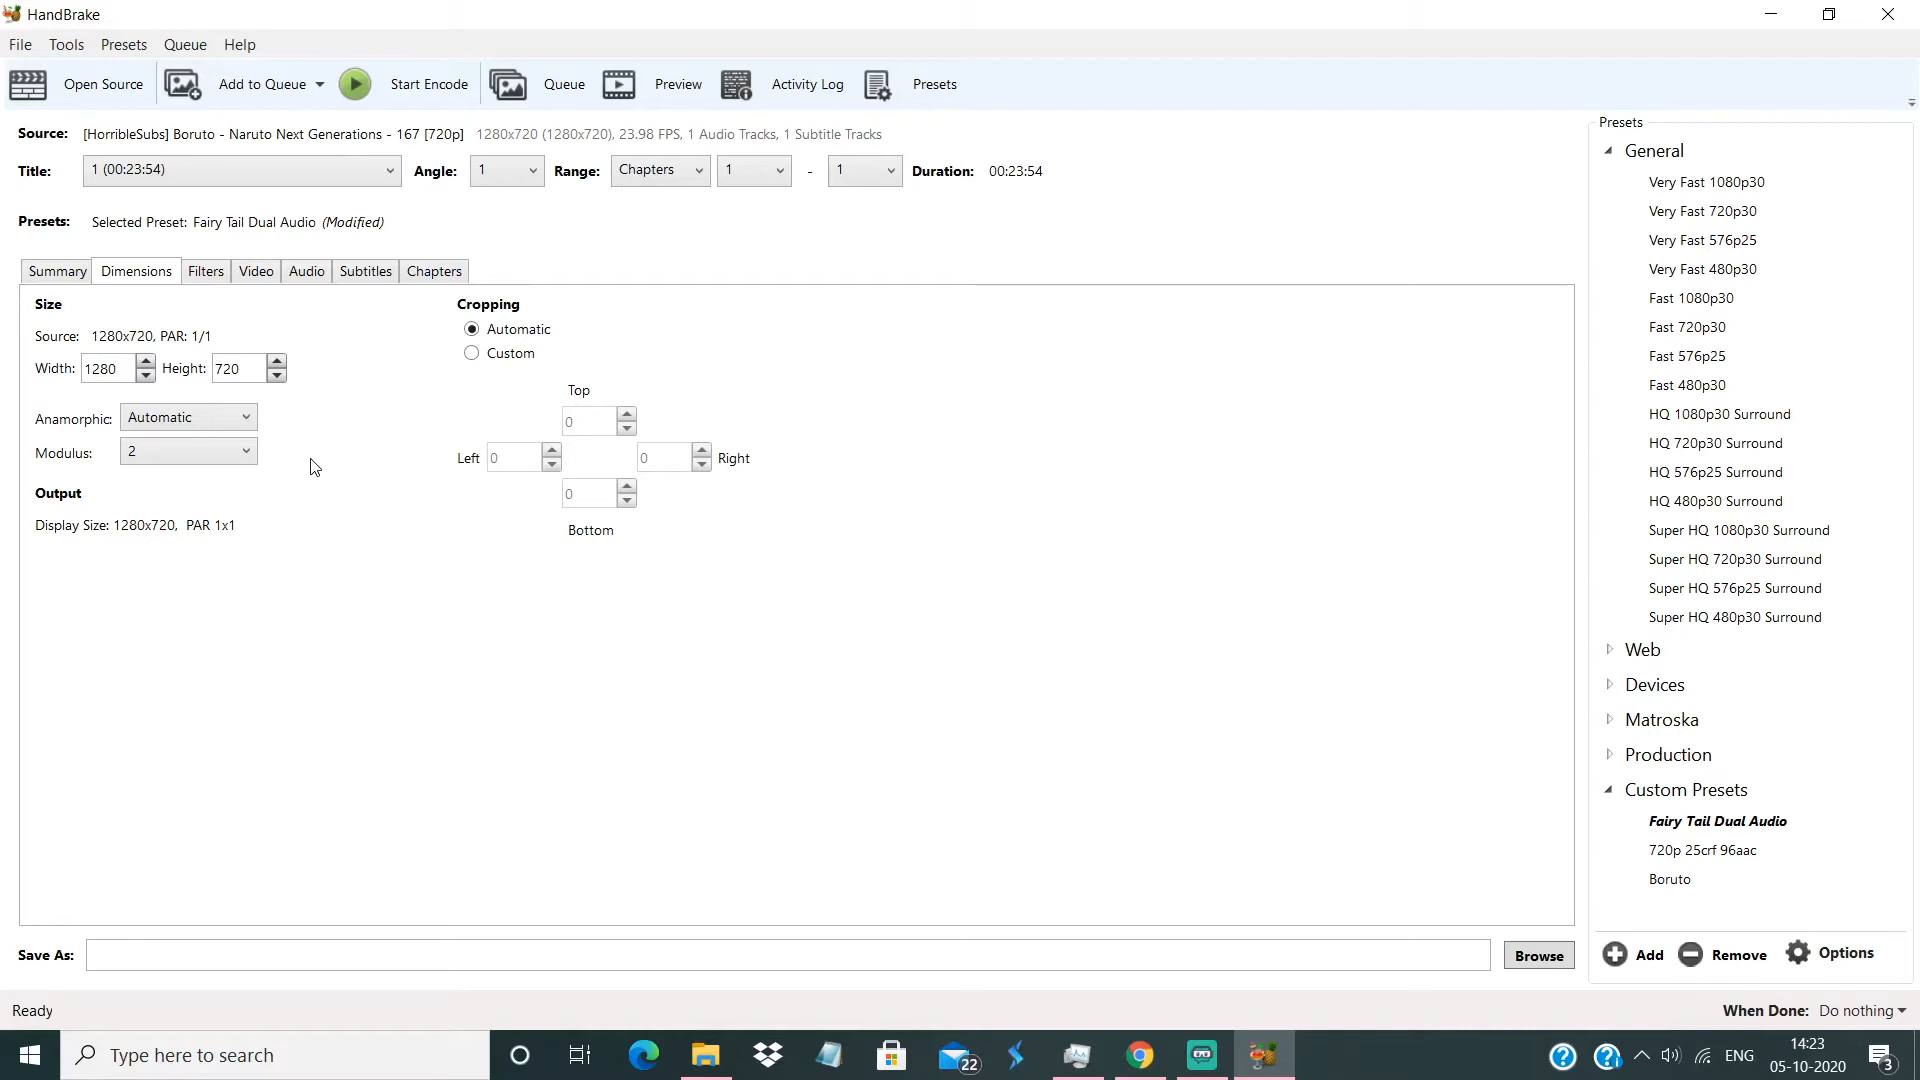 HandBrake
File Tools Presets Queue Help
Open Source Add to Queue Start Encode Queue Preview Activity Log Presets
Source: [HorribleSubs] Boruto - Naruto Next Generations - 167 [720p] 1280x720 (1280x720), 23.98 FPS, 1 Audio Tracks, 1 Subtitle Tracks
Title: 1 (00:23:54) Angle: 1 Range: Chapters 1 - 1 Duration: 00:23:54
Presets: Selected Preset: Fairy Tail Dual Audio (Modified)
Summary Dimensions Filters Video Audio Subtitles Chapters
Size
Source: 1280x720, PAR: 1/1
Width: 1280 Height: 720
Anamorphic: Automatic
Modulus: 2
Output
Display Size: 1280x720, PAR 1x1
Cropping
Automatic
Custom
Top
0
Left 0 0 Right
0
Bottom
Save As: Browse
Presets
General
Very Fast 1080p30
Very Fast 720p30
Very Fast 576p25
Very Fast 480p30
Fast 1080p30
Fast 720p30
Fast 576p25
Fast 480p30
HQ 1080p30 Surround
HQ 720p30 Surround
HQ 576p25 Surround
HQ 480p30 Surround
Super HQ 1080p30 Surround
Super HQ 720p30 Surround
Super HQ 576p25 Surround
Super HQ 480p30 Surround
Web
Devices
Matroska
Production
Custom Presets
Fairy Tail Dual Audio
720p 25crf 96aac
Boruto
Add Remove Options
Ready When Done: Do nothing
Type here to search 22 ENG 14:23
05-10-2020 3